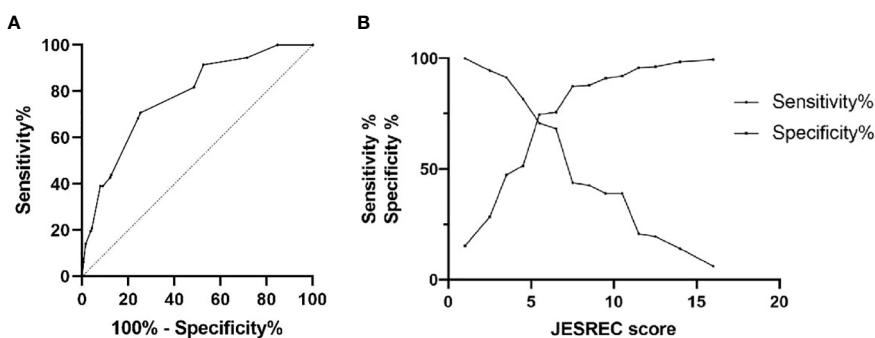 A
Sensitivity%
100
80
60
40
20
0
0 20 40 60 80 100
100% - Specificity%
B
Sensitivity %
Specificity %
100
50
0
0 5 10 15 20
JESREC score
Sensitivity%
Specificity%